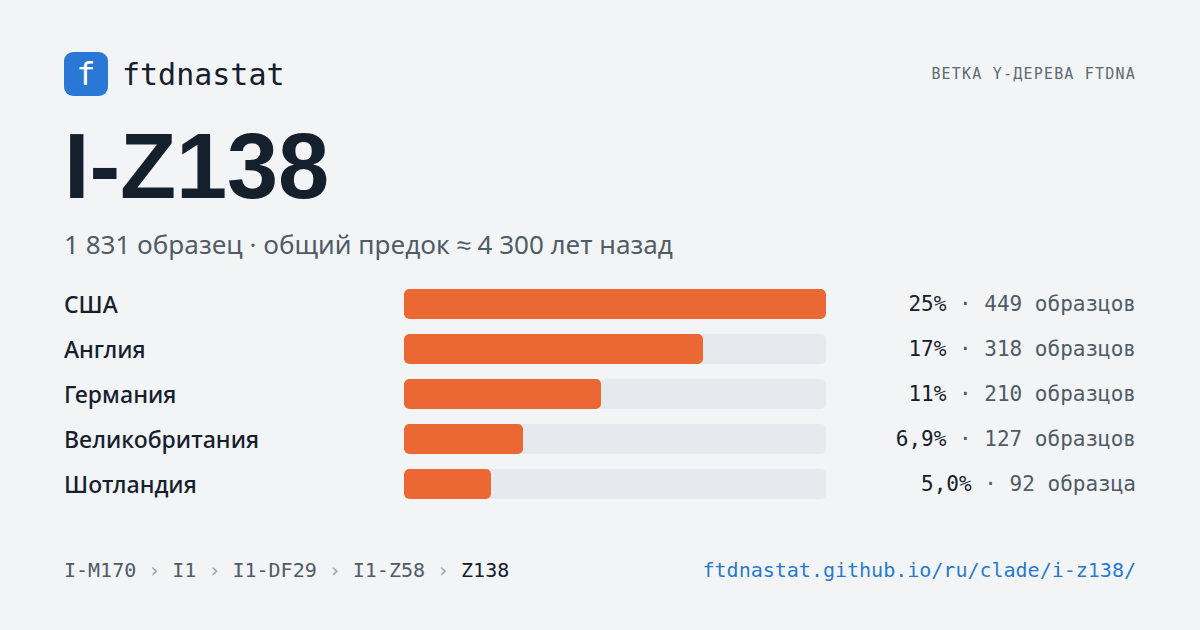 f ftdnastat
ВЕТКА Y-ДЕРЕВА FTDNA
I-Z138
1 831 образец · общий предок ≈ 4 300 лет назад
США 25% · 449 образцов
Англия 17% · 318 образцов
Германия 11% · 210 образцов
Великобритания 6,9% · 127 образцов
Шотландия 5,0% · 92 образца
I-M170 › I1 › I1-DF29 › I1-Z58 › Z138
ftdnastat.github.io/ru/clade/i-z138/